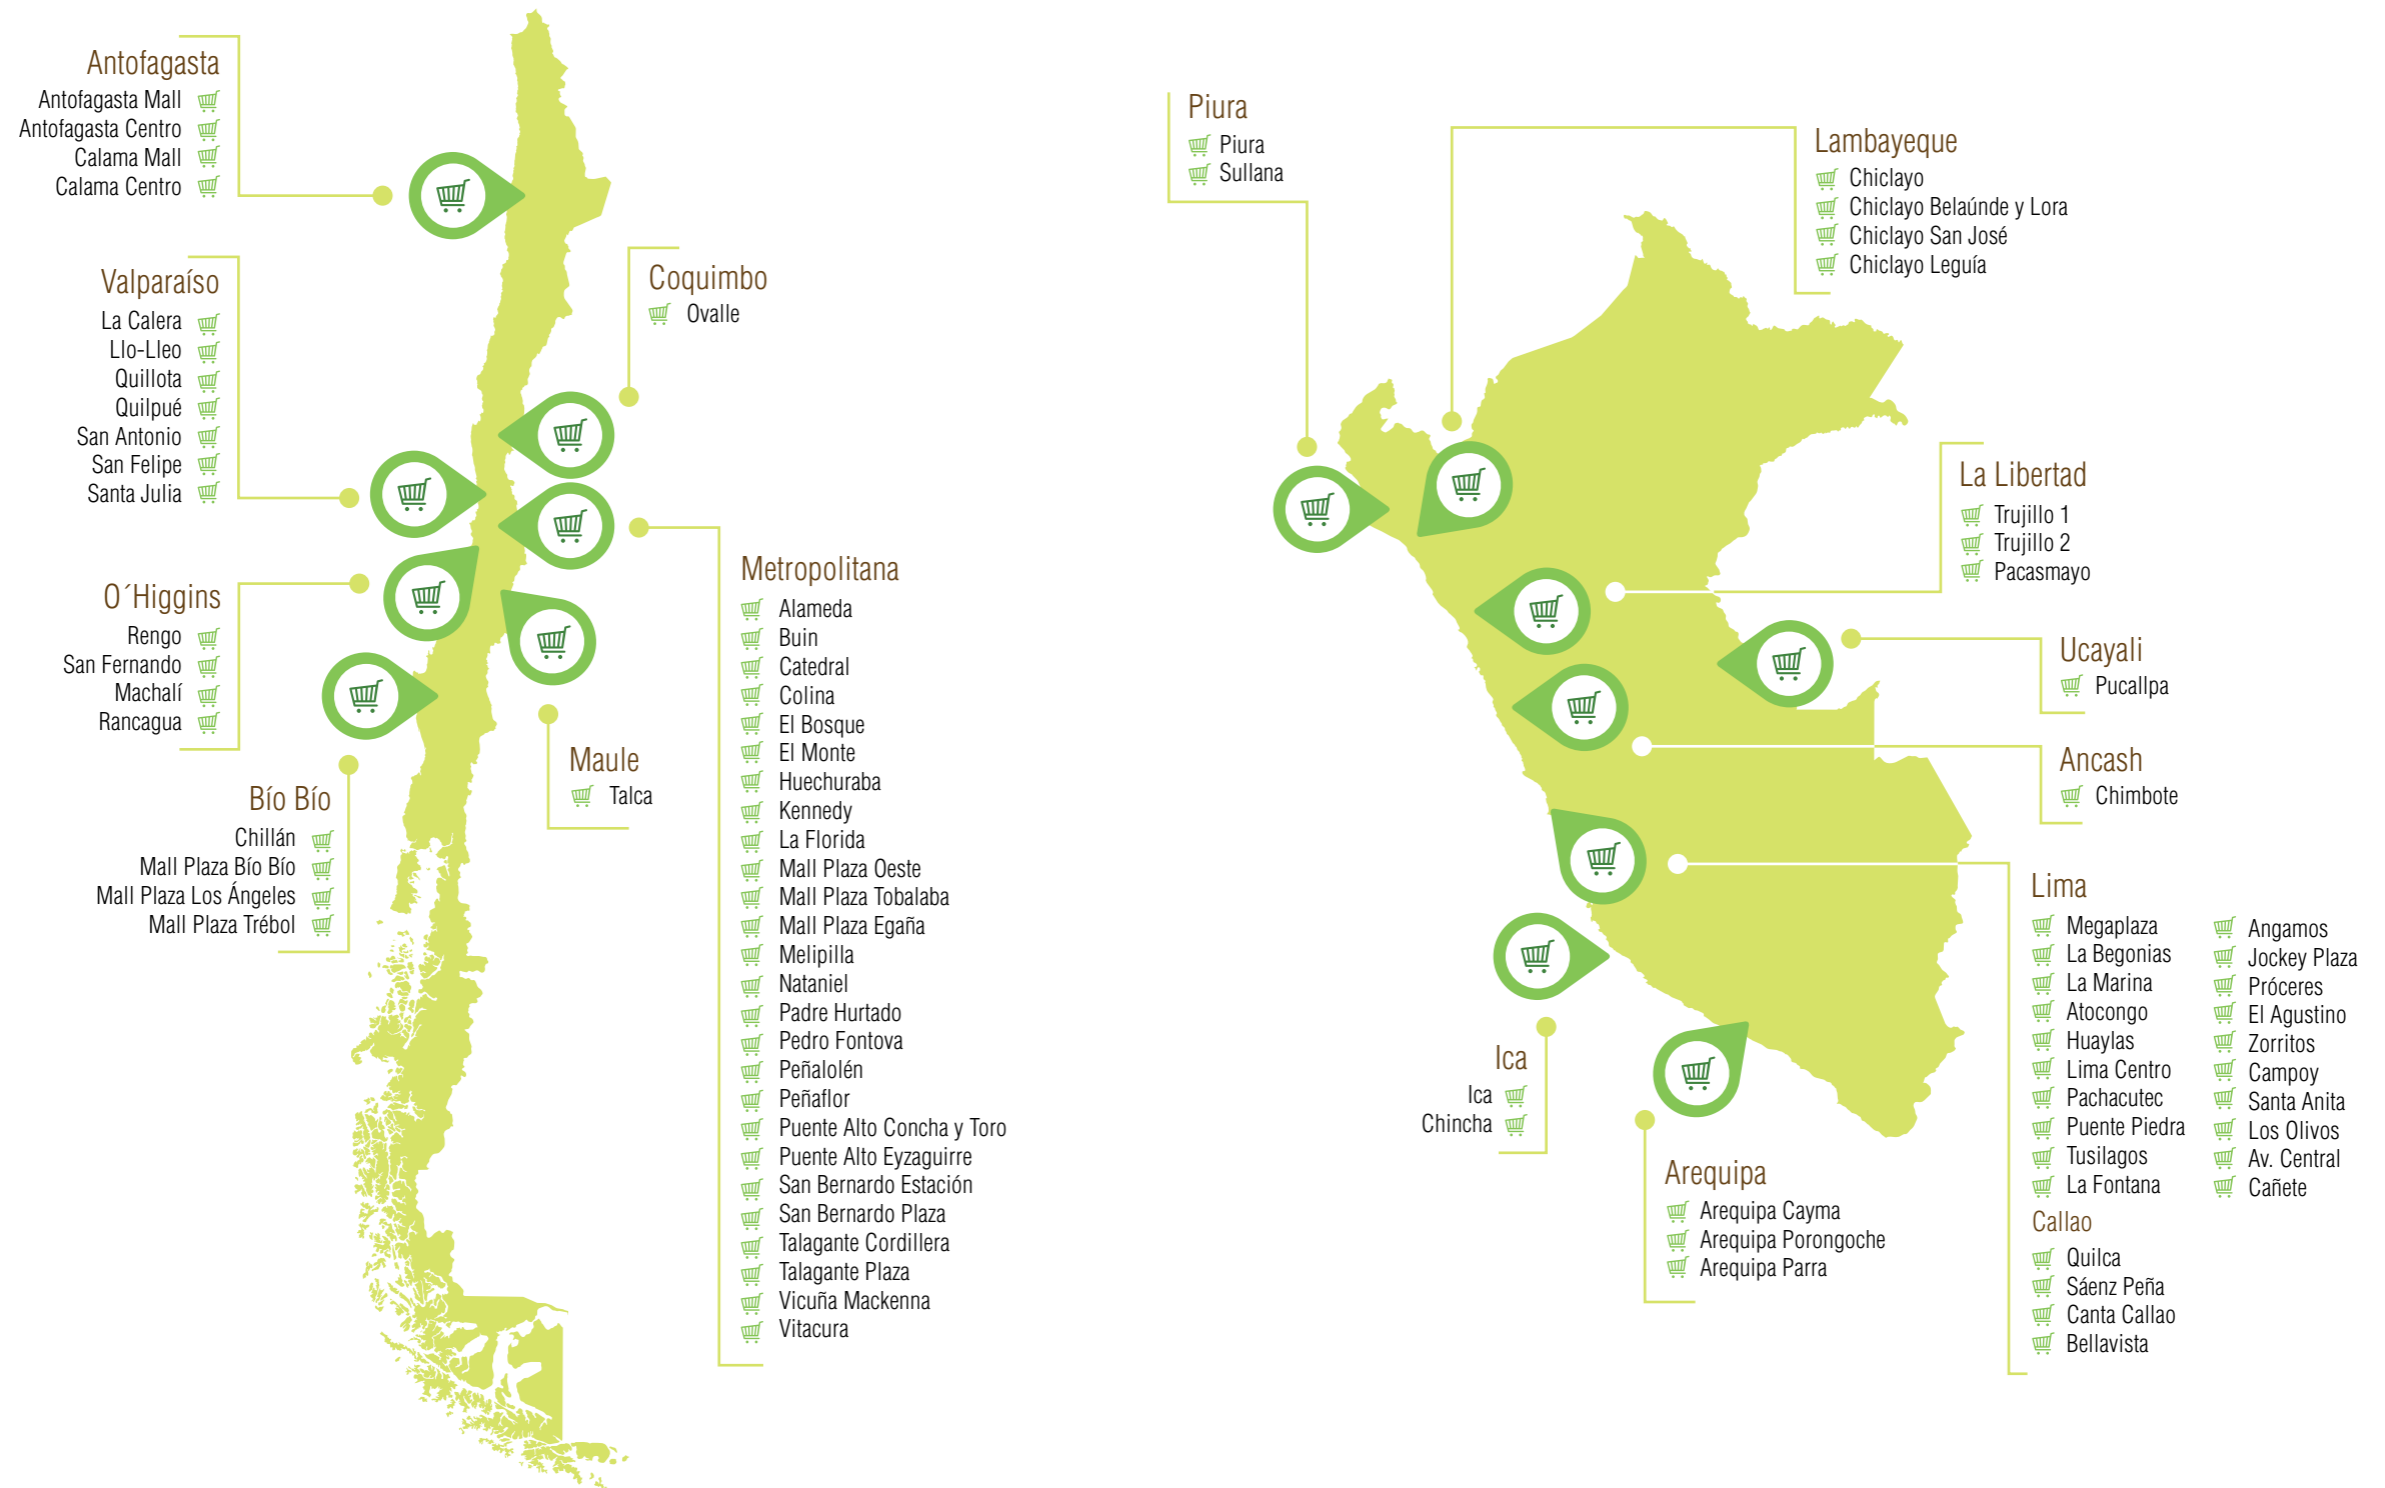 Antofagasta
Antofagasta Mall
Antofagasta Centro
Calama Mall
Calama Centro
Valparaíso
La Calera
Llo-Lleo
Quillota
Quilpué
San Antonio
San Felipe
Santa Julia
O´Higgins
Rengo
San Fernando
Machalí
Rancagua
Bío Bío
Chillán
Mall Plaza Bío Bío
Mall Plaza Los Ángeles
Mall Plaza Trébol
Coquimbo
Ovalle
Maule
Talca
Metropolitana
Alameda
Buin
Catedral
Colina
El Bosque
El Monte
Huechuraba
Kennedy
La Florida
Mall Plaza Oeste
Mall Plaza Tobalaba
Mall Plaza Egaña
Melipilla
Nataniel
Padre Hurtado
Pedro Fontova
Peñalolén
Peñaflor
Puente Alto Concha y Toro
Puente Alto Eyzaguirre
San Bernardo Estación
San Bernardo Plaza
Talagante Cordillera
Talagante Plaza
Vicuña Mackenna
Vitacura
Piura
Piura
Sullana
Lambayeque
Chiclayo
Chiclayo Belaúnde y Lora
Chiclayo San José
Chiclayo Leguía
La Libertad
Trujillo 1
Trujillo 2
Pacasmayo
Ucayali
Pucallpa
Ancash
Chimbote
Lima
Megaplaza
La Begonias
La Marina
Atocongo
Huaylas
Lima Centro
Pachacutec
Puente Piedra
Tusilagos
La Fontana
Angamos
Jockey Plaza
Próceres
El Agustino
Zorritos
Campoy
Santa Anita
Los Olivos
Av. Central
Cañete
Callao
Quilca
Sáenz Peña
Canta Callao
Bellavista
Ica
Ica
Chincha
Arequipa
Arequipa Cayma
Arequipa Porongoche
Arequipa Parra